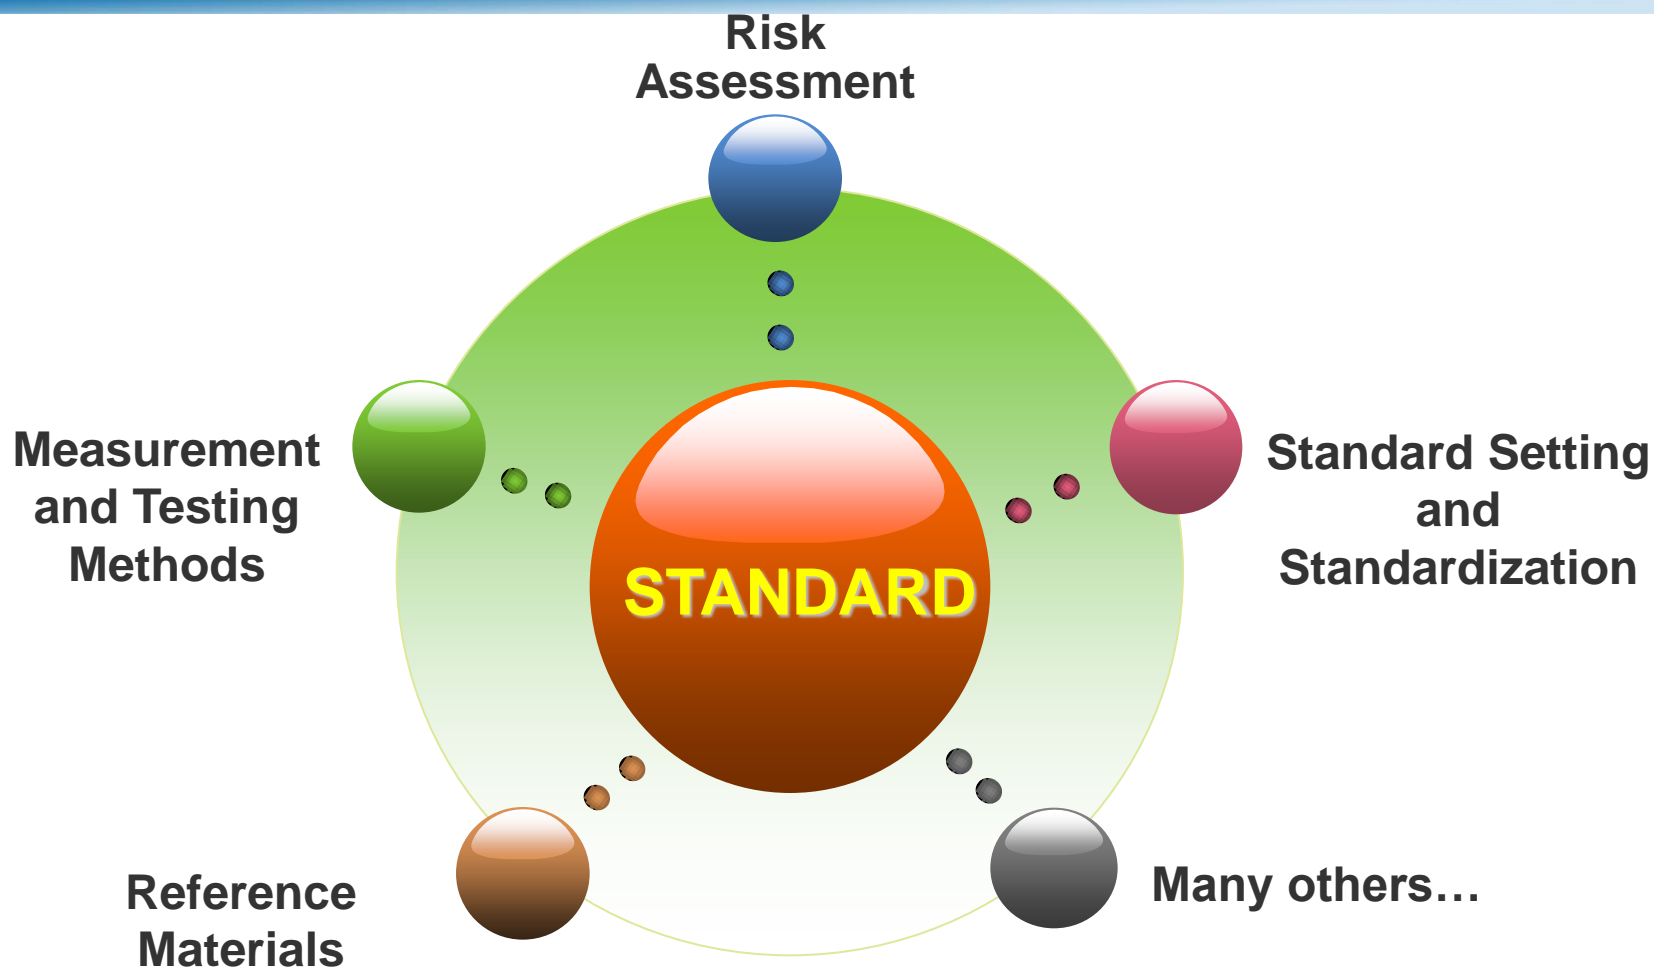 Risk
Assessment
Measurement
and Testing
Methods
Standard Setting
and
Standardization
STANDARD
Reference
Materials
Many others…